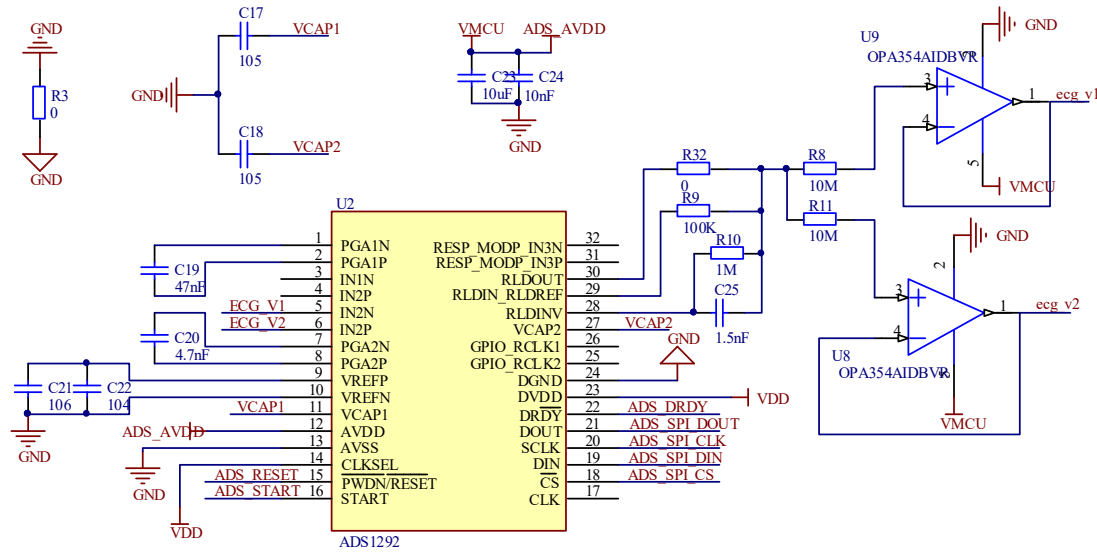 GND
R3
0
GND
C17
VCAP1
105
GND
C18
VCAP2
105
VMCU
ADS_AVDD
C23
10uF
C24
10nF
GND
U9
OPA354AIDBVR
GND
2
3
4
1
5
ecg_v1
VMCU
R32
0
R9
100K
R10
1M
C25
1.5nF
R8
10M
R11
10M
GND
2
3
4
1
ecg_v2
U8
OPA354AIDBVR
VMCU
U2
1 PGA1N
2 PGA1P
3 IN1N
4 IN2P
ECG_V1 5 IN2N
ECG_V2 6 IN2P
7 PGA2N
8 PGA2P
9 VREFP
10 VREFN
VCAP1 11 VCAP1
ADS_AVDD 12 AVDD
13 AVSS
14 CLKSEL
ADS_RESET 15 PWDN/RESET
ADS_START 16 START
RESP_MODP_IN3N 32
RESP_MODP_IN3P 31
RLDOUT 30
RLDIN_RLDREF 29
RLDINV 28
VCAP2 27 VCAP2
GPIO_RCLK1 26
GPIO_RCLK2 25
DGND 24
DVDD 23
DRDY 22 ADS_DRDY
DOUT 21 ADS_SPI_DOUT
SCLK 20 ADS_SPI_CLK
DIN 19 ADS_SPI_DIN
CS 18 ADS_SPI_CS
CLK 17
GND
VDD
C19
47nF
C20
4.7nF
C21
106
C22
104
GND
GND
VDD
ADS1292